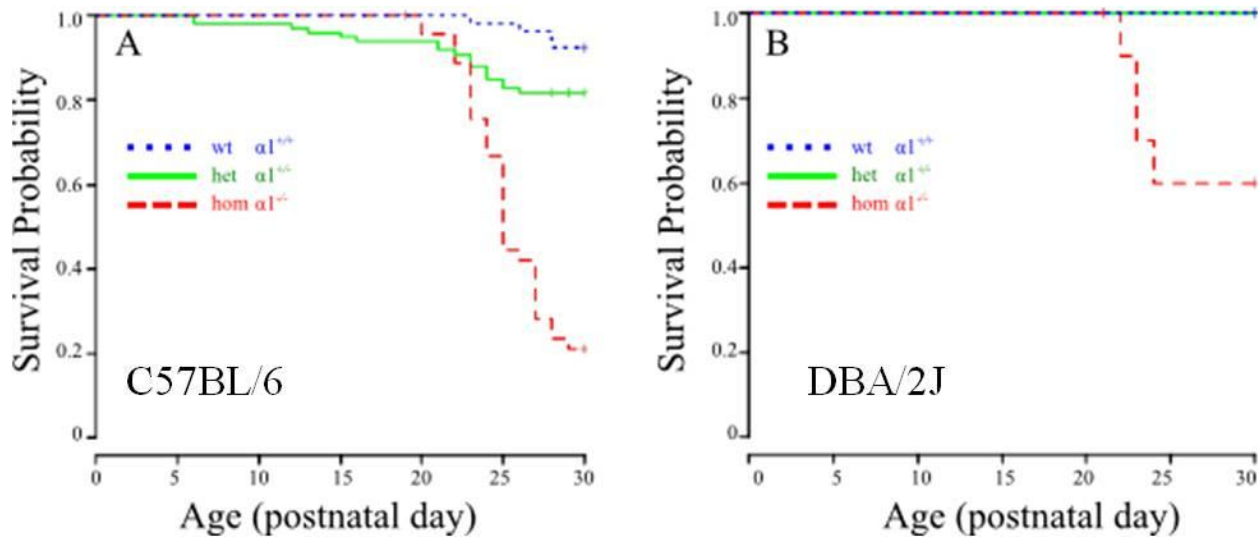 A
Survival Probability
1.0
0.8
0.6
0.4
0.2
0
wt α1+/+
het α1+/-
hom α1-/-
C57BL/6
0 5 10 15 20 25 30
Age (postnatal day)
B
Survival Probability
1.0
0.8
0.6
0.4
0.2
0
wt α1+/+
het α1+/-
hom α1-/-
DBA/2J
0 5 10 15 20 25 30
Age (postnatal day)